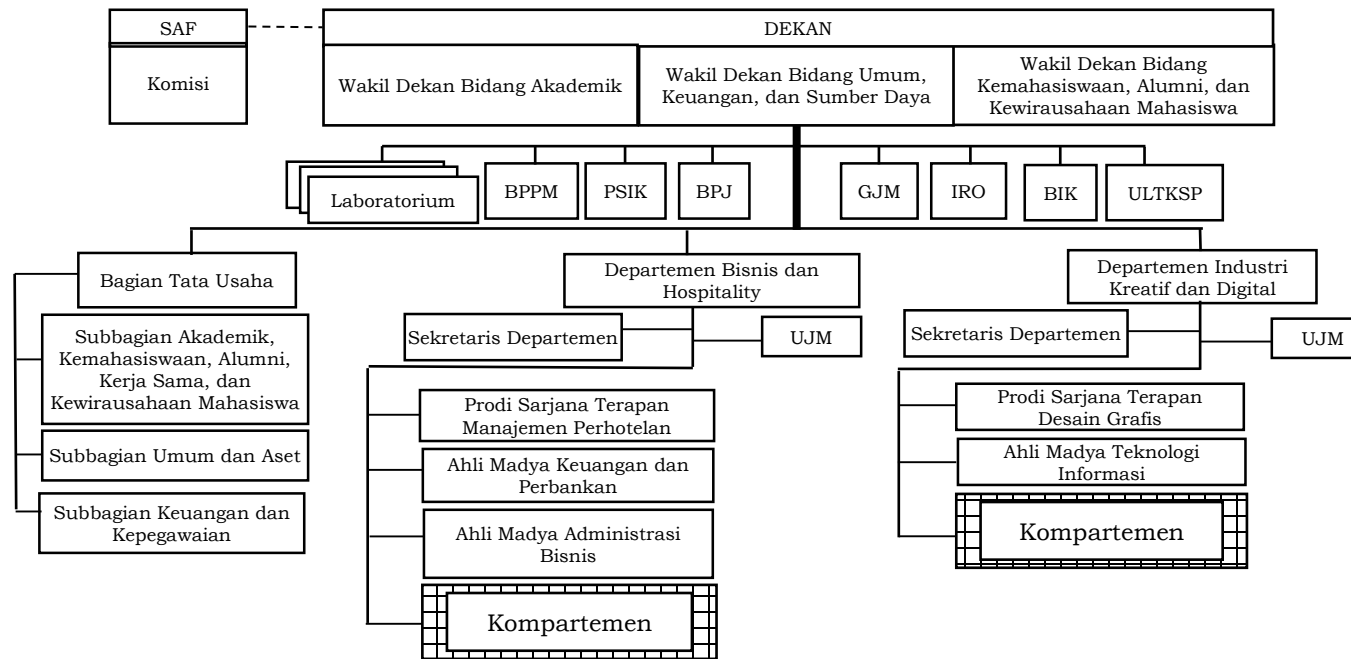 SAF
DEKAN
Komisi
Wakil Dekan Bidang Akademik
Wakil Dekan Bidang Umum,
Keuangan, dan Sumber Daya
Wakil Dekan Bidang
Kemahasiswaan, Alumni, dan
Kewirausahaan Mahasiswa
Laboratorium
BPPM
PSIK
BPJ
GJM
IRO
BIK
ULTKSP
Bagian Tata Usaha
Departemen Bisnis dan
Hospitality
Departemen Industri
Kreatif dan Digital
Subbagian Akademik,
Kemahasiswaan, Alumni,
Kerja Sama, dan
Kewirausahaan Mahasiswa
Subbagian Umum dan Aset
Subbagian Keuangan dan
Kepegawaian
Sekretaris Departemen
UJM
Prodi Sarjana Terapan
Manajemen Perhotelan
Ahli Madya Keuangan dan
Perbankan
Ahli Madya Administrasi
Bisnis
Kompartemen
Sekretaris Departemen
UJM
Prodi Sarjana Terapan
Desain Grafis
Ahli Madya Teknologi
Informasi
Kompartemen